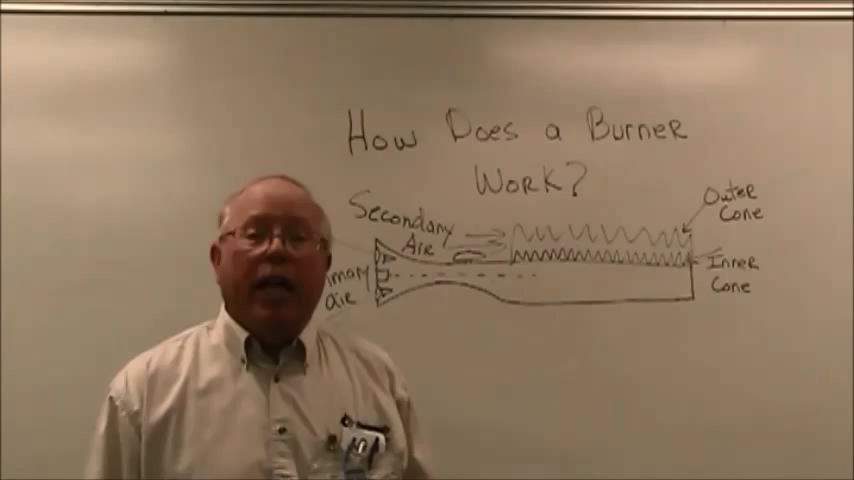 How Does a Burner
Work?
Secondary
Air
Outer
Cone
air
Inner
Cone